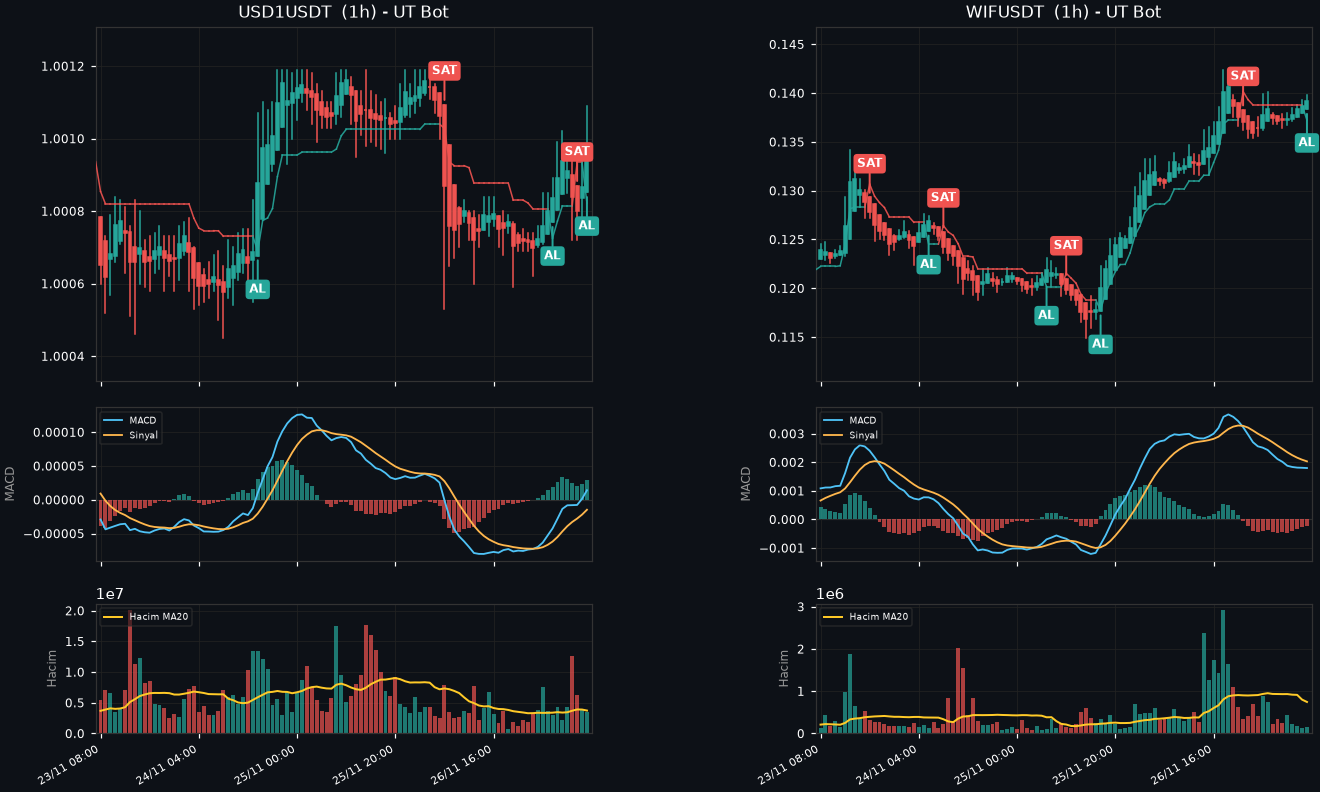 USD1USDT (1h) - UT Bot
1.0012
1.0010
1.0008
1.0006
1.0004
SAT
SAT
AL
AL
AL
MACD
0.00010
0.00005
0.00000
−0.00005
MACD
Sinyal
1e7
Hacim
2.0
1.5
1.0
0.5
0.0
Hacim MA20
23/11 08:00
24/11 04:00
25/11 00:00
25/11 20:00
26/11 16:00
WIFUSDT (1h) - UT Bot
0.145
0.140
0.135
0.130
0.125
0.120
0.115
SAT
SAT
SAT
SAT
AL
AL
AL
AL
MACD
0.003
0.002
0.001
0.000
−0.001
MACD
Sinyal
1e6
Hacim
3
2
1
0
Hacim MA20
23/11 08:00
24/11 04:00
25/11 00:00
25/11 20:00
26/11 16:00